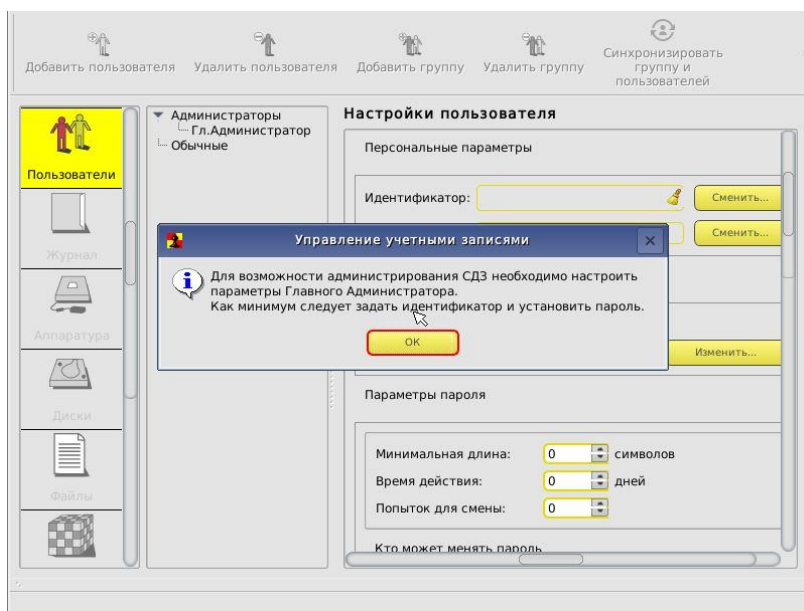 Добавить пользователя
Удалить пользователя
Добавить группу
Удалить группу
Синхронизировать
группу и
пользователей
Пользователи
Журнал
Аппаратура
Диски
Файлы
Администраторы
Гл.Администратор
Обычные
Настройки пользователя
Персональные параметры
Идентификатор:
Сменить...
Сменить...
Управление учетными записями
Для возможности администрирования СДЗ необходимо настроить
параметры Главного Администратора.
Как минимум следует задать идентификатор и установить пароль.
OK
Изменить...
Параметры пароля
Минимальная длина: 0 символов
Время действия: 0 дней
Попыток для смены: 0
Кто может менять пароль